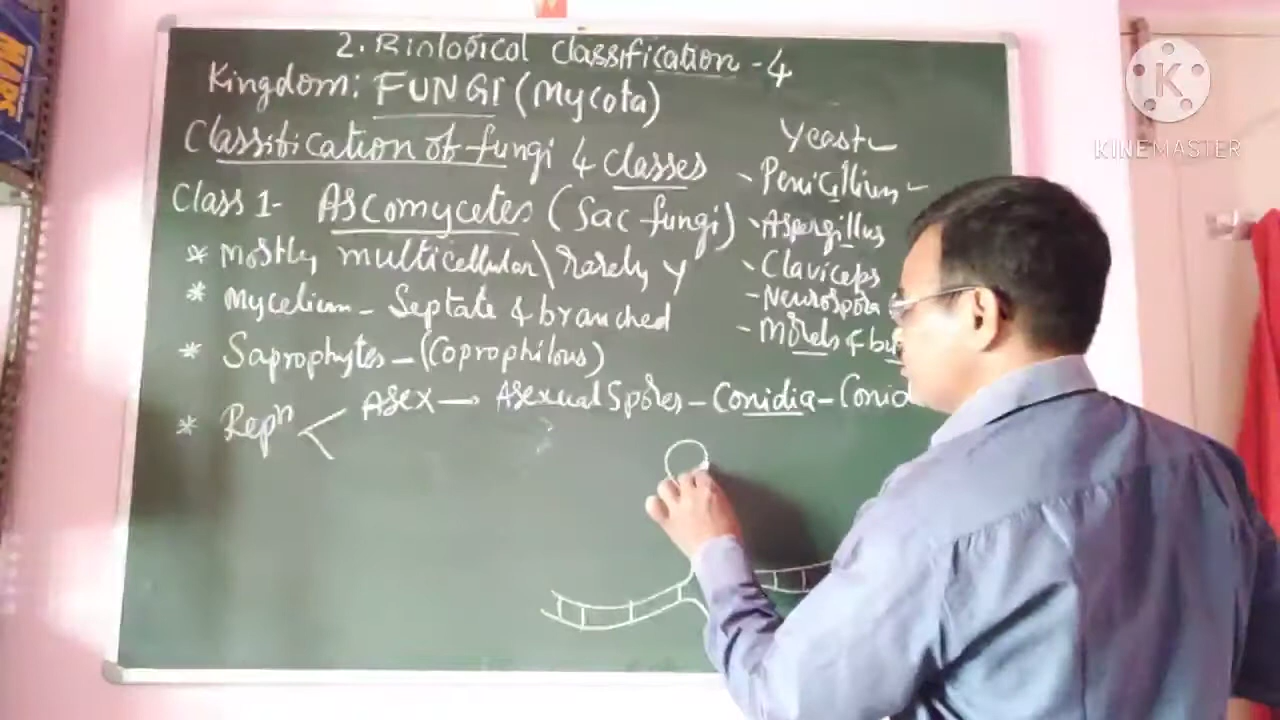 2. Biological classification - 4
Kingdom: FUNGI (Mycota)
Classification of fungi 4 classes
Class 1- Ascomycetes (Sac fungi)
* Mostly multicellular \ rarely y
* Mycelium - Septate & branched
* Saprophytes - (Coprophilous)
* Repn < Asex → Asexual Spores - Conidia - Conid
Yeast
- Penicillium -
- Aspergillus
- Claviceps
- Neurospora
- Morels & bu
K
KINEMASTER